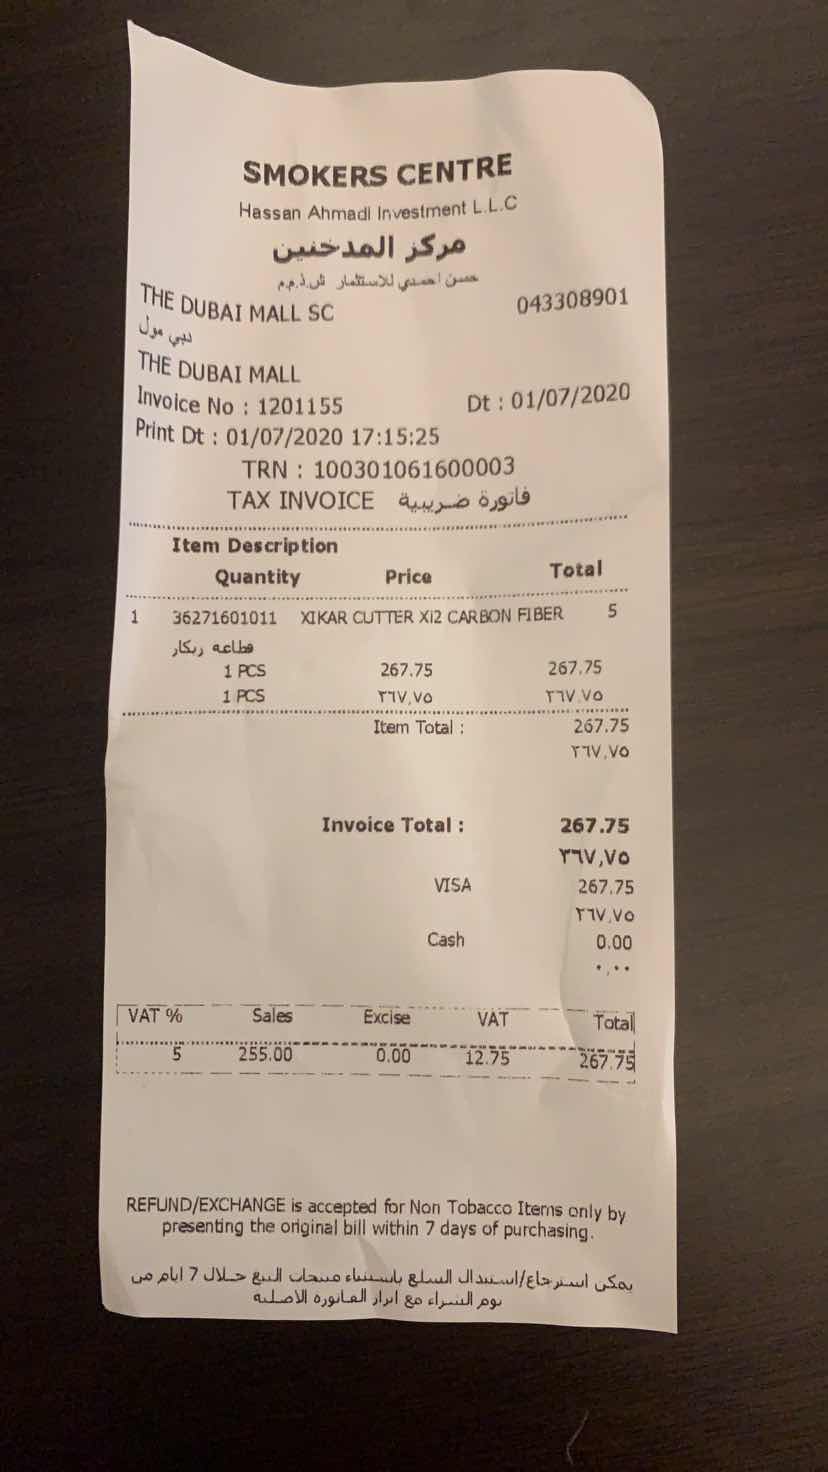 SMOKERS CENTRE
Hassan Ahmadi Investment L.L.C
مركز المدخنين
حسن احمدي للاستثمار ش.ذ.م.م
THE DUBAI MALL SC 043308901
دبي مول
THE DUBAI MALL
Invoice No : 1201155 Dt : 01/07/2020
Print Dt : 01/07/2020 17:15:25
TRN : 100301061600003
TAX INVOICE فاتورة ضريبية
Item Description
Quantity Price Total
1 36271601011 XIKAR CUTTER Xi2 CARBON FIBER 5
قطاعه زيكار
1 PCS 267.75 267.75
1 PCS ٢٦٧,٧٥ ٢٦٧,٧٥
Item Total : 267.75
٢٦٧,٧٥
Invoice Total : 267.75
٢٦٧,٧٥
VISA 267.75
٢٦٧,٧٥
Cash 0.00
٠,٠٠
VAT % Sales Excise VAT Total
5 255.00 0.00 12.75 267.75
REFUND/EXCHANGE is accepted for Non Tobacco Items only by
presenting the original bill within 7 days of purchasing.
يمكن استرجاع/استبدال السلع باستثناء منتجات التبغ خلال 7 ايام من
يوم الشراء مع ابراز الفاتورة الاصلية